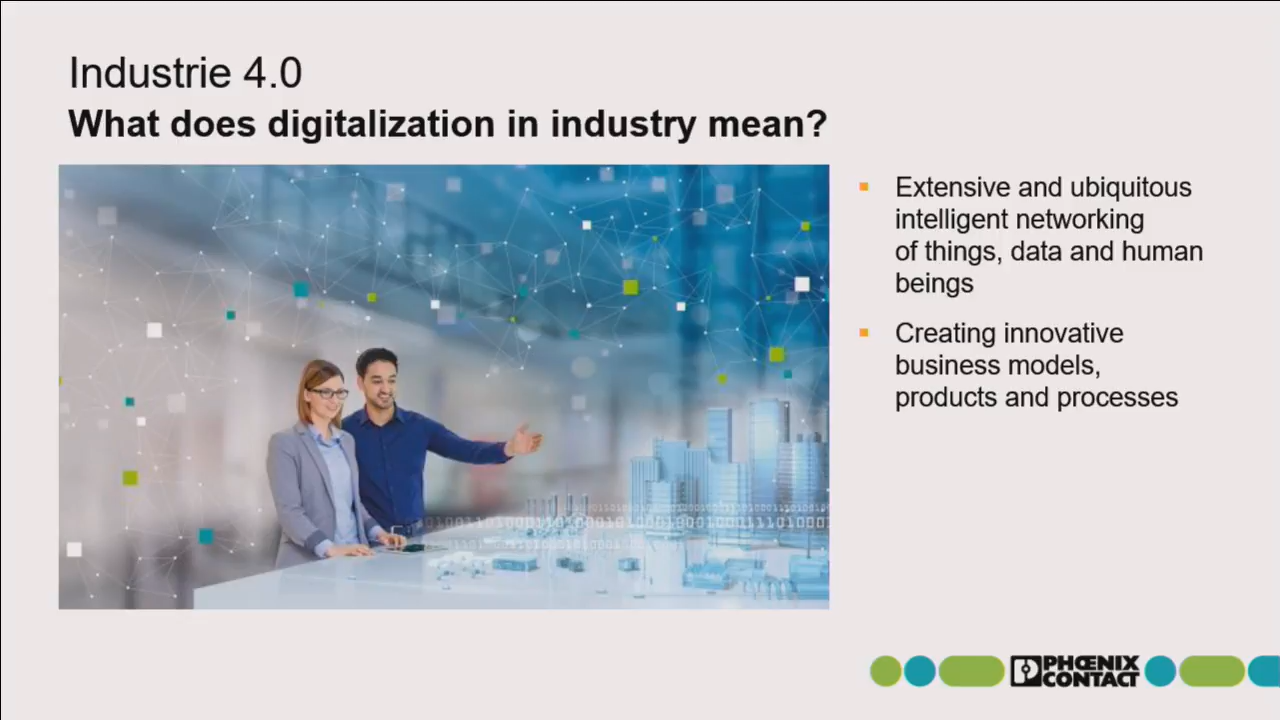 Industrie 4.0
What does digitalization in industry mean?
Extensive and ubiquitous
intelligent networking
of things, data and human
beings
Creating innovative
business models,
products and processes
PHŒNIX
CONTACT